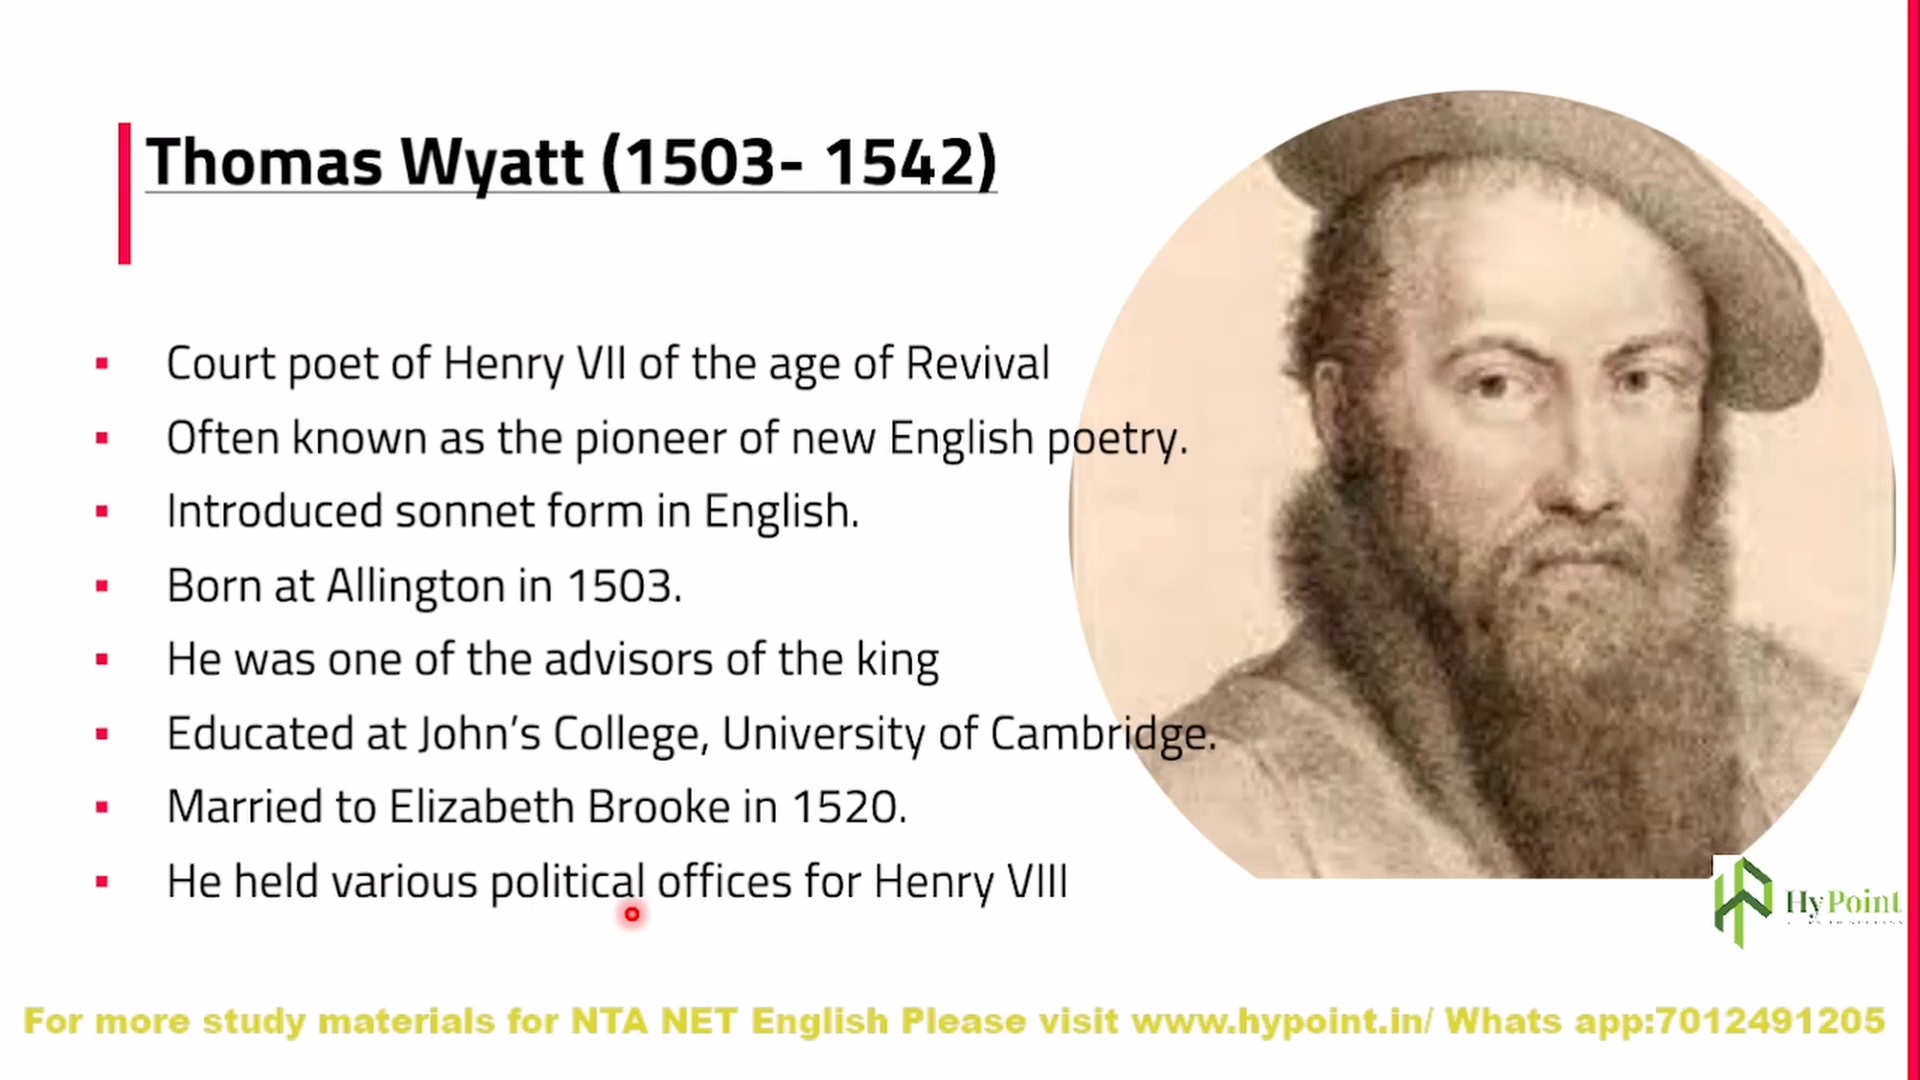 Thomas Wyatt (1503- 1542)
Court poet of Henry VII of the age of Revival
Often known as the pioneer of new English poetry.
Introduced sonnet form in English.
Born at Allington in 1503.
He was one of the advisors of the king
Educated at John’s College, University of Cambridge.
Married to Elizabeth Brooke in 1520.
He held various political offices for Henry VIII
Hy Point
For more study materials for NTA NET English Please visit www.hypoint.in/ Whats app:7012491205